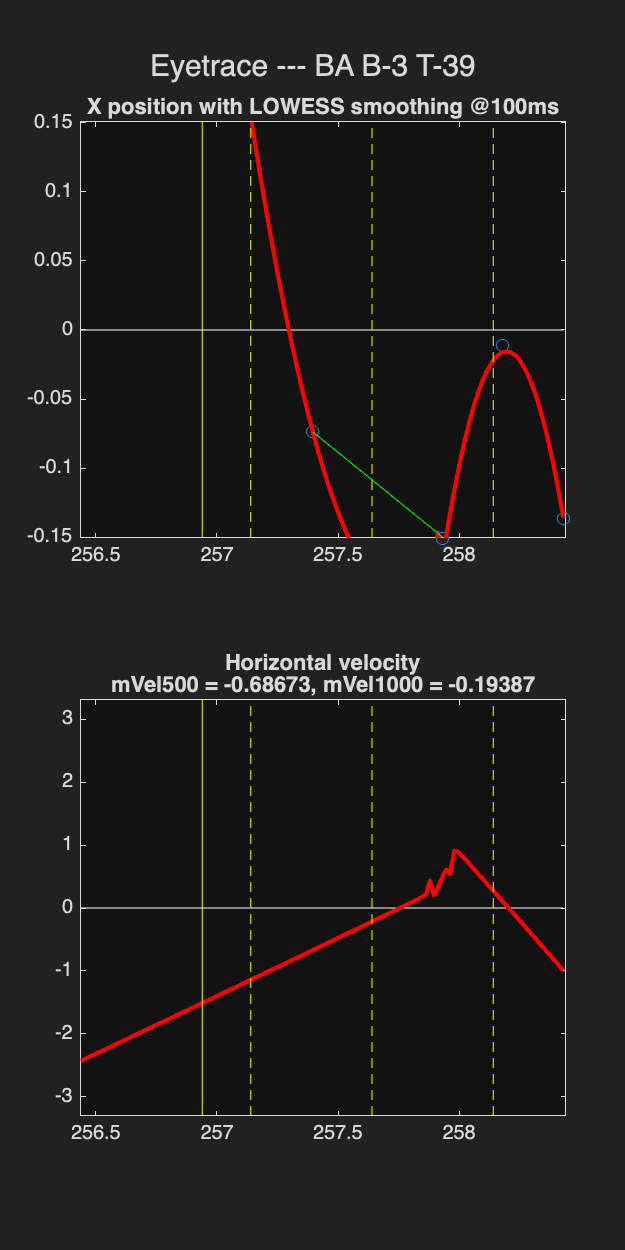 Eyetrace --- BA B-3 T-39
X position with LOWESS smoothing @100ms
0.15
0.1
0.05
0
-0.05
-0.1
-0.15
256.5 257 257.5 258
Horizontal velocity
mVel500 = -0.68673, mVel1000 = -0.19387
3
2
1
0
-1
-2
-3
256.5 257 257.5 258